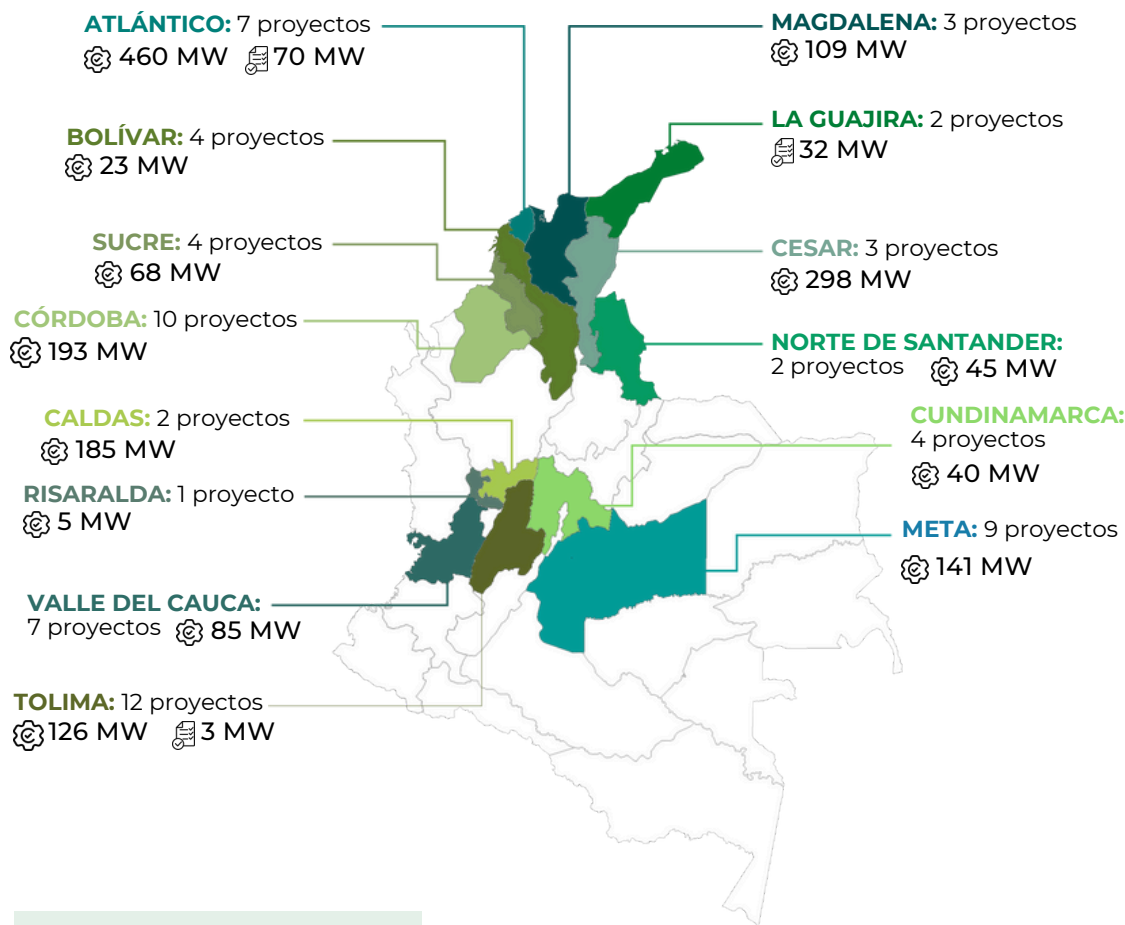 ATLÁNTICO: 7 proyectos
460 MW 70 MW
BOLÍVAR: 4 proyectos
23 MW
SUCRE: 4 proyectos
68 MW
CÓRDOBA: 10 proyectos
193 MW
CALDAS: 2 proyectos
185 MW
RISARALDA: 1 proyecto
5 MW
VALLE DEL CAUCA:
7 proyectos 85 MW
TOLIMA: 12 proyectos
126 MW 3 MW
MAGDALENA: 3 proyectos
109 MW
LA GUAJIRA: 2 proyectos
32 MW
CESAR: 3 proyectos
298 MW
NORTE DE SANTANDER:
2 proyectos 45 MW
CUNDINAMARCA:
4 proyectos
40 MW
META: 9 proyectos
141 MW